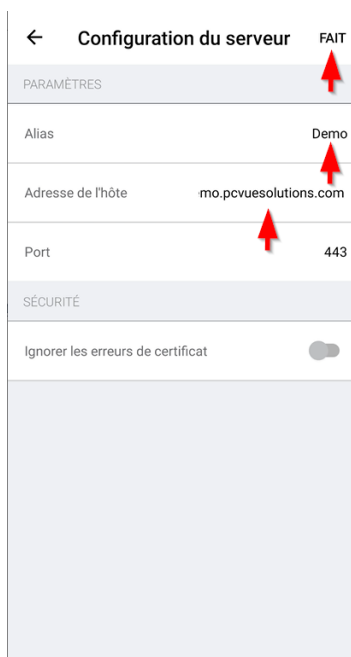 Configuration du serveur FAIT
PARAMÈTRES
Alias Demo
Adresse de l'hôte mo.pcvuesolutions.com
Port 443
SÉCURITÉ
Ignorer les erreurs de certificat